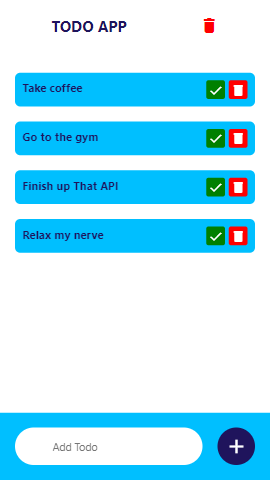 TODO APP
Take coffee
Go to the gym
Finish up That API
Relax my nerve
Add Todo